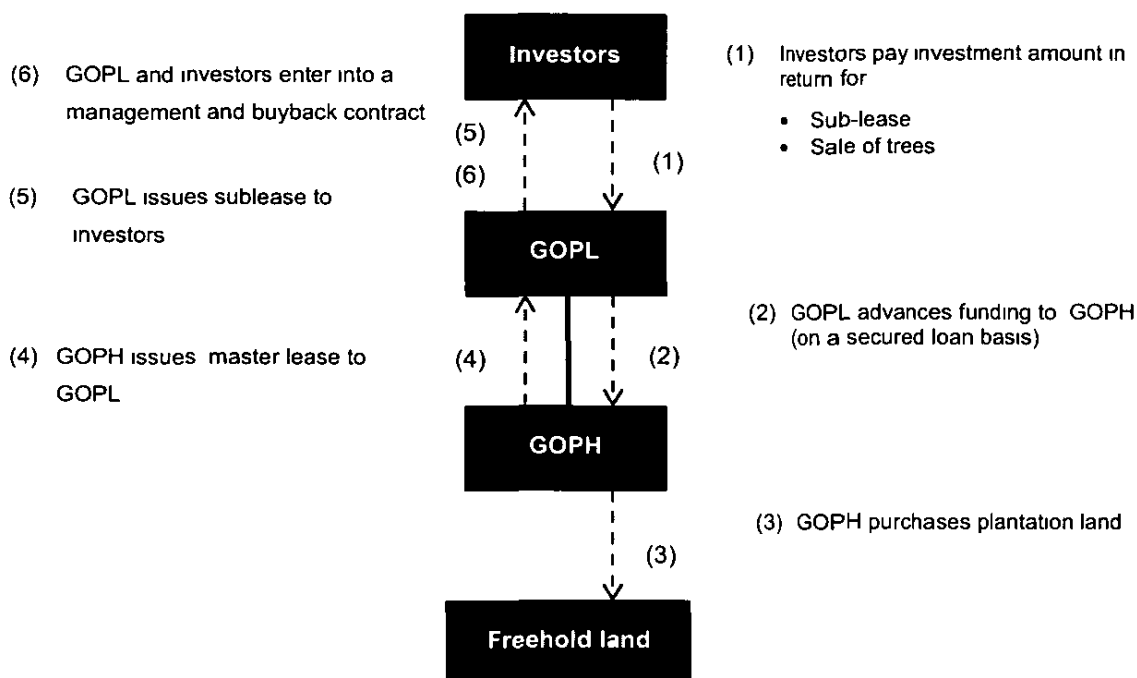 Investors
(6) GOPL and investors enter into a
management and buyback contract
(5) GOPL issues sublease to
investors
(4) GOPH issues master lease to
GOPL
(5)
(6)
(1)
(1) Investors pay investment amount in
return for
• Sub-lease
• Sale of trees
GOPL
(4)
(2)
(2) GOPL advances funding to GOPH
(on a secured loan basis)
GOPH
(3)
(3) GOPH purchases plantation land
Freehold land